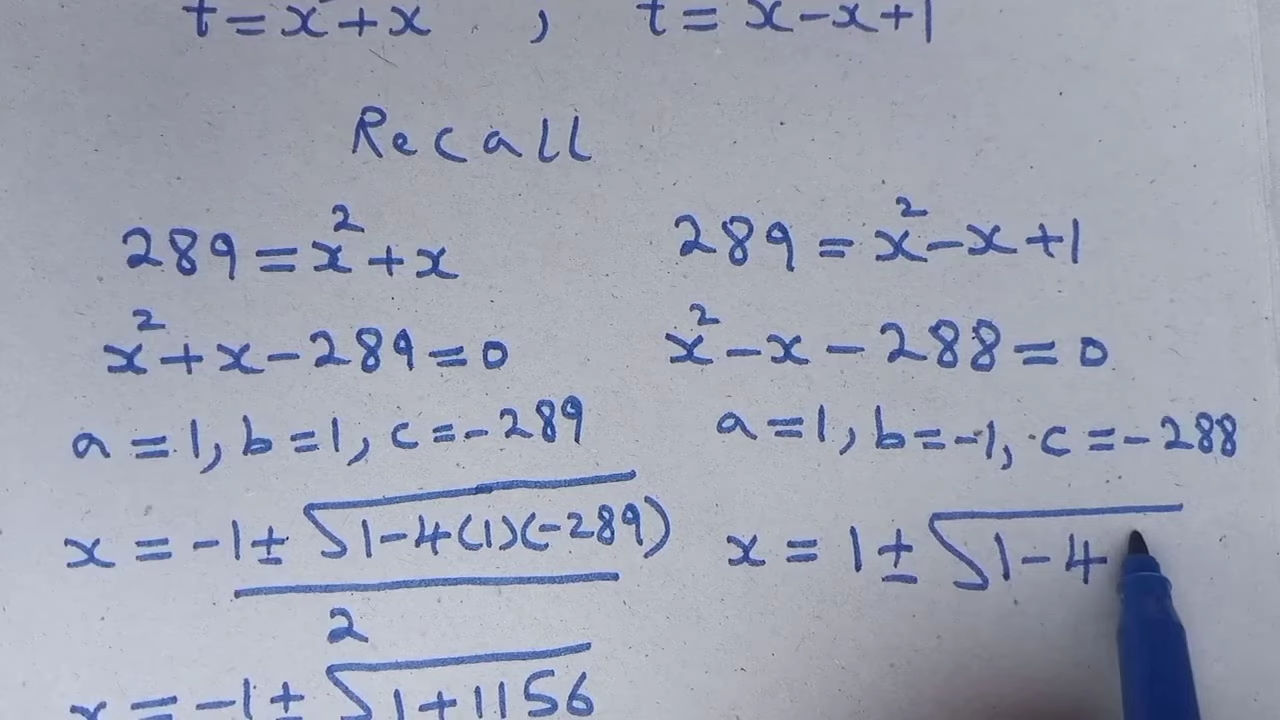 t = x + x , t = x - x + 1
Recall
289 = x² + x 289 = x² - x + 1
x² + x - 289 = 0 x² - x - 288 = 0
a = 1, b = 1, c = -289 a = 1, b = -1, c = -288
x = -1 ± √1-4(1)(-289) x = 1 ± √1-4
2
x = -1 ± √1+1156